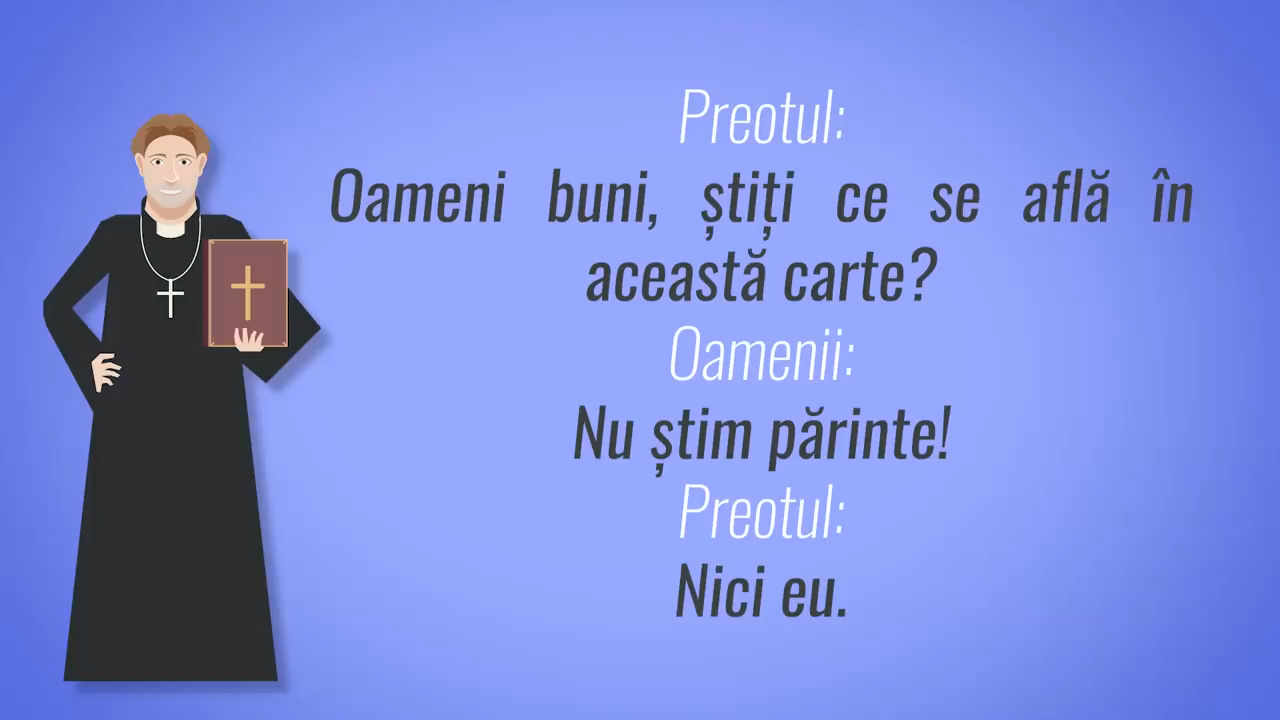 Preotul:
Oameni buni, știți ce se află în
această carte?
Oamenii:
Nu știm părinte!
Preotul:
Nici eu.